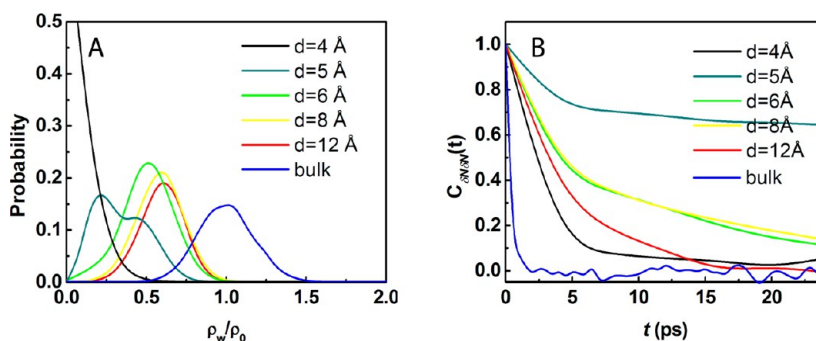 A
d=4 Å
d=5 Å
d=6 Å
d=8 Å
d=12 Å
bulk
0.5
0.4
0.3
0.2
0.1
0.0
Probability
0.0 0.5 1.0 1.5 2.0
ρw/ρ0
B
d=4Å
d=5Å
d=6Å
d=8Å
d=12Å
bulk
1.0
0.8
0.6
0.4
0.2
0.0
CδNδN(t)
0 5 10 15 20
t (ps)